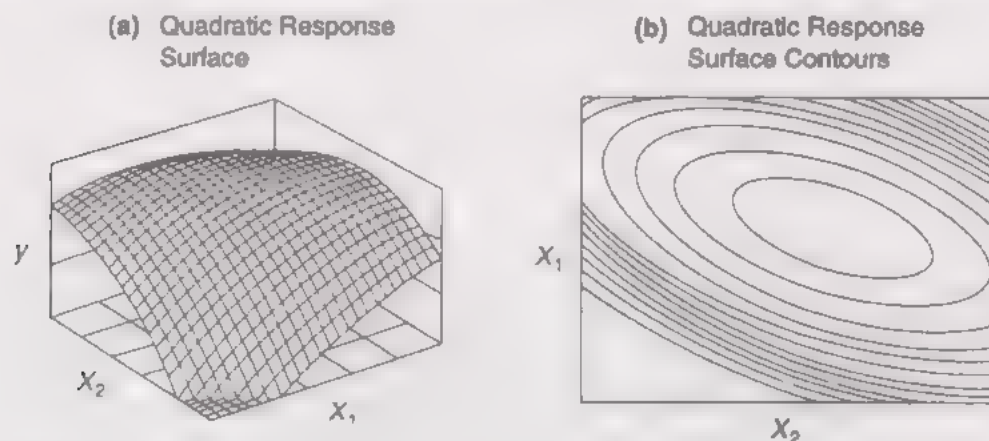 (a) Quadratic Response
Surface
y
X2
X1
(b) Quadratic Response
Surface Contours
X1
X2